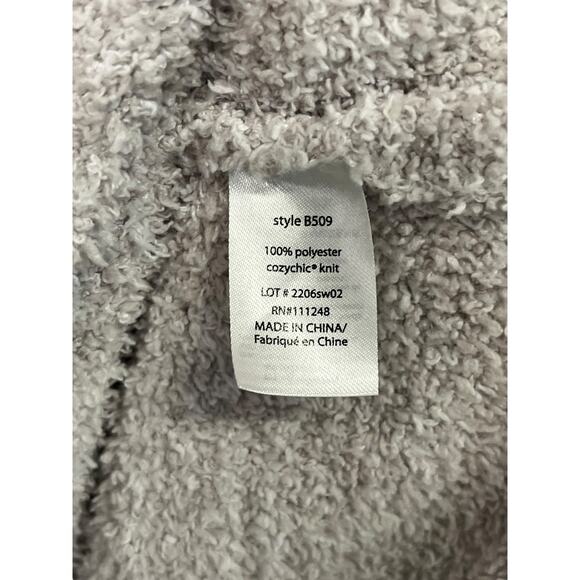 style B509
100% polyester
cozychic® knit
LOT # 2206sw02
RN#111248
MADE IN CHINA/
Fabriqué en Chine